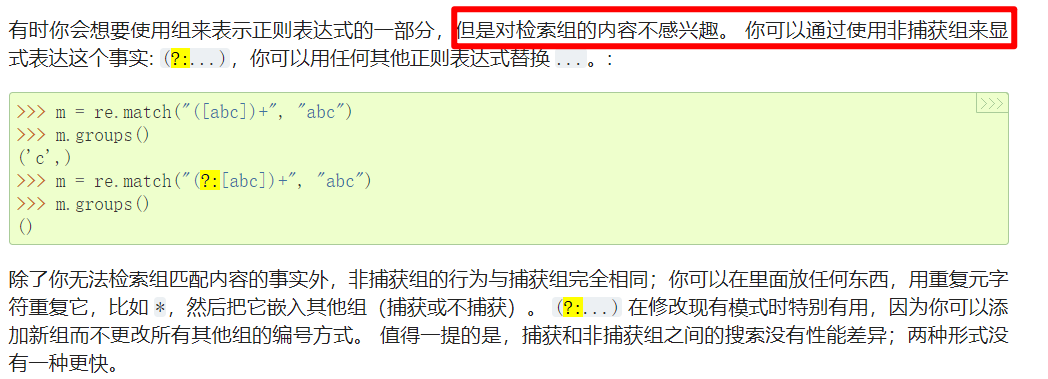 有时你会想要使用组来表示正则表达式的一部分，但是对检索组的内容不感兴趣。 你可以通过使用非捕获组来显
式表达这个事实: (?:...)，你可以用任何其他正则表达式替换 ...。:
>>>
>>> m = re.match("([abc])+", "abc")
>>> m.groups()
('c',)
>>> m = re.match("(?:[abc])+", "abc")
>>> m.groups()
()
除了你无法检索组匹配内容的事实外，非捕获组的行为与捕获组完全相同；你可以在里面放任何东西，用重复元字
符重复它，比如 *，然后把它嵌入其他组（捕获或不捕获）。 (?:...) 在修改现有模式时特别有用，因为你可以添
加新组而不更改所有其他组的编号方式。 值得一提的是，捕获和非捕获组之间的搜索没有性能差异；两种形式没
有一种更快。